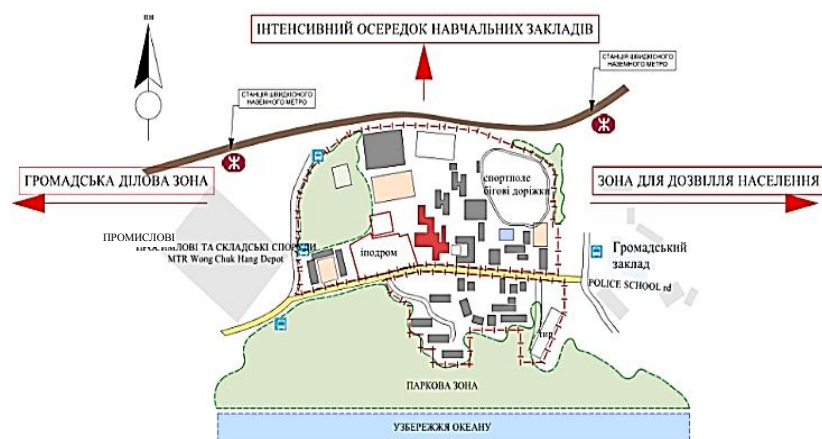 ПН
ІНТЕНСИВНИЙ ОСЕРЕДОК НАВЧАЛЬНИХ ЗАКЛАДІВ
СТАНЦІЯ ШВИДКІСНОГО
НАЗЕМНОГО МЕТРО
СТАНЦІЯ ШВИДКІСНОГО
НАЗЕМНОГО МЕТРО
ГРОМАДСЬКА ДІЛОВА ЗОНА
ЗОНА ДЛЯ ДОЗВІЛЛЯ НАСЕЛЕННЯ
спортполе
бігові доріжки
ПРОМИСЛОВІ
ТА СКЛАДСЬКІ СПОРУДИ
MTR Wong Chuk Hang Depot
іподром
Громадський
заклад
POLICE SCHOOL rd
тир
ПАРКОВА ЗОНА
УЗБЕРЕЖЖЯ ОКЕАНУ